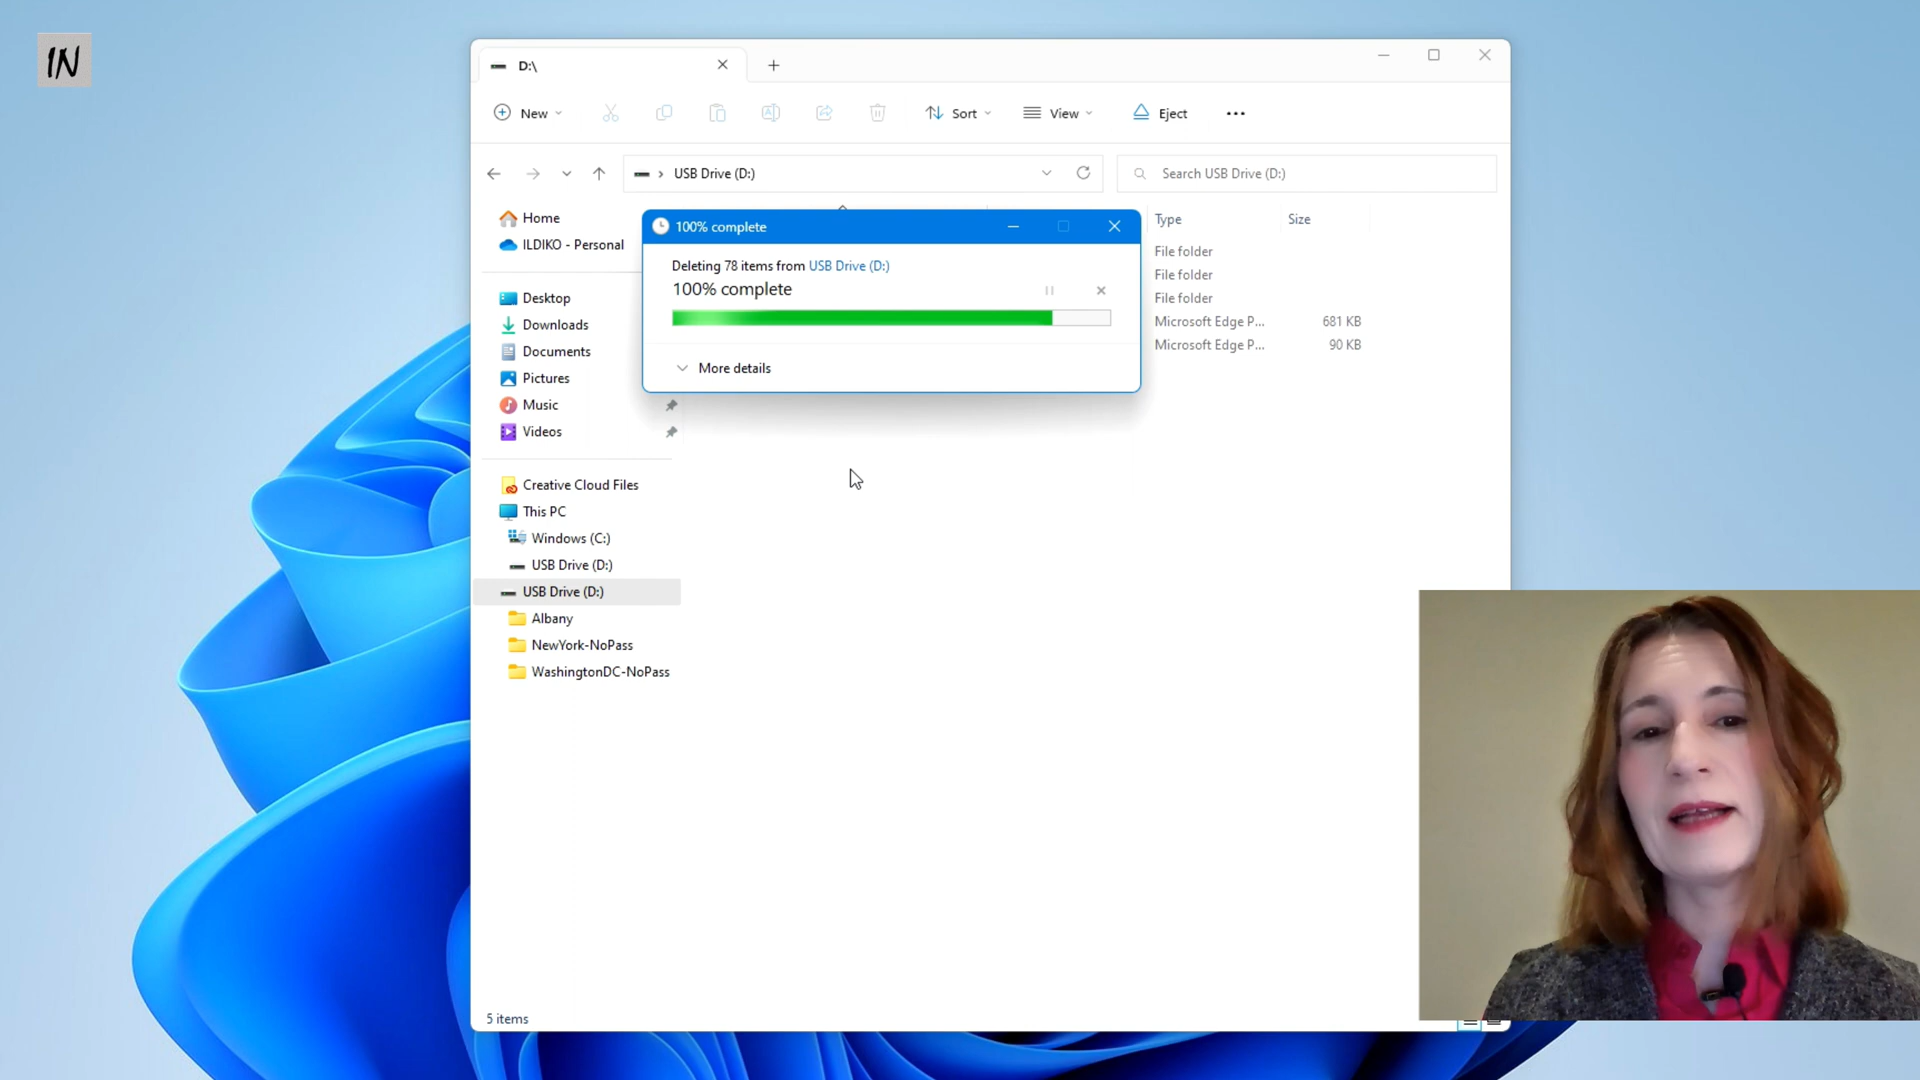 IN
D:\
New
Sort
View
Eject
USB Drive (D:)
Search USB Drive (D:)
Home
ILDIKO - Personal
Desktop
Downloads
Documents
Pictures
Music
Videos
Creative Cloud Files
This PC
Windows (C:)
USB Drive (D:)
USB Drive (D:)
Albany
NewYork-NoPass
WashingtonDC-NoPass
100% complete
Deleting 78 items from USB Drive (D:)
100% complete
More details
Type
Size
File folder
File folder
File folder
Microsoft Edge P...
681 KB
Microsoft Edge P...
90 KB
5 items